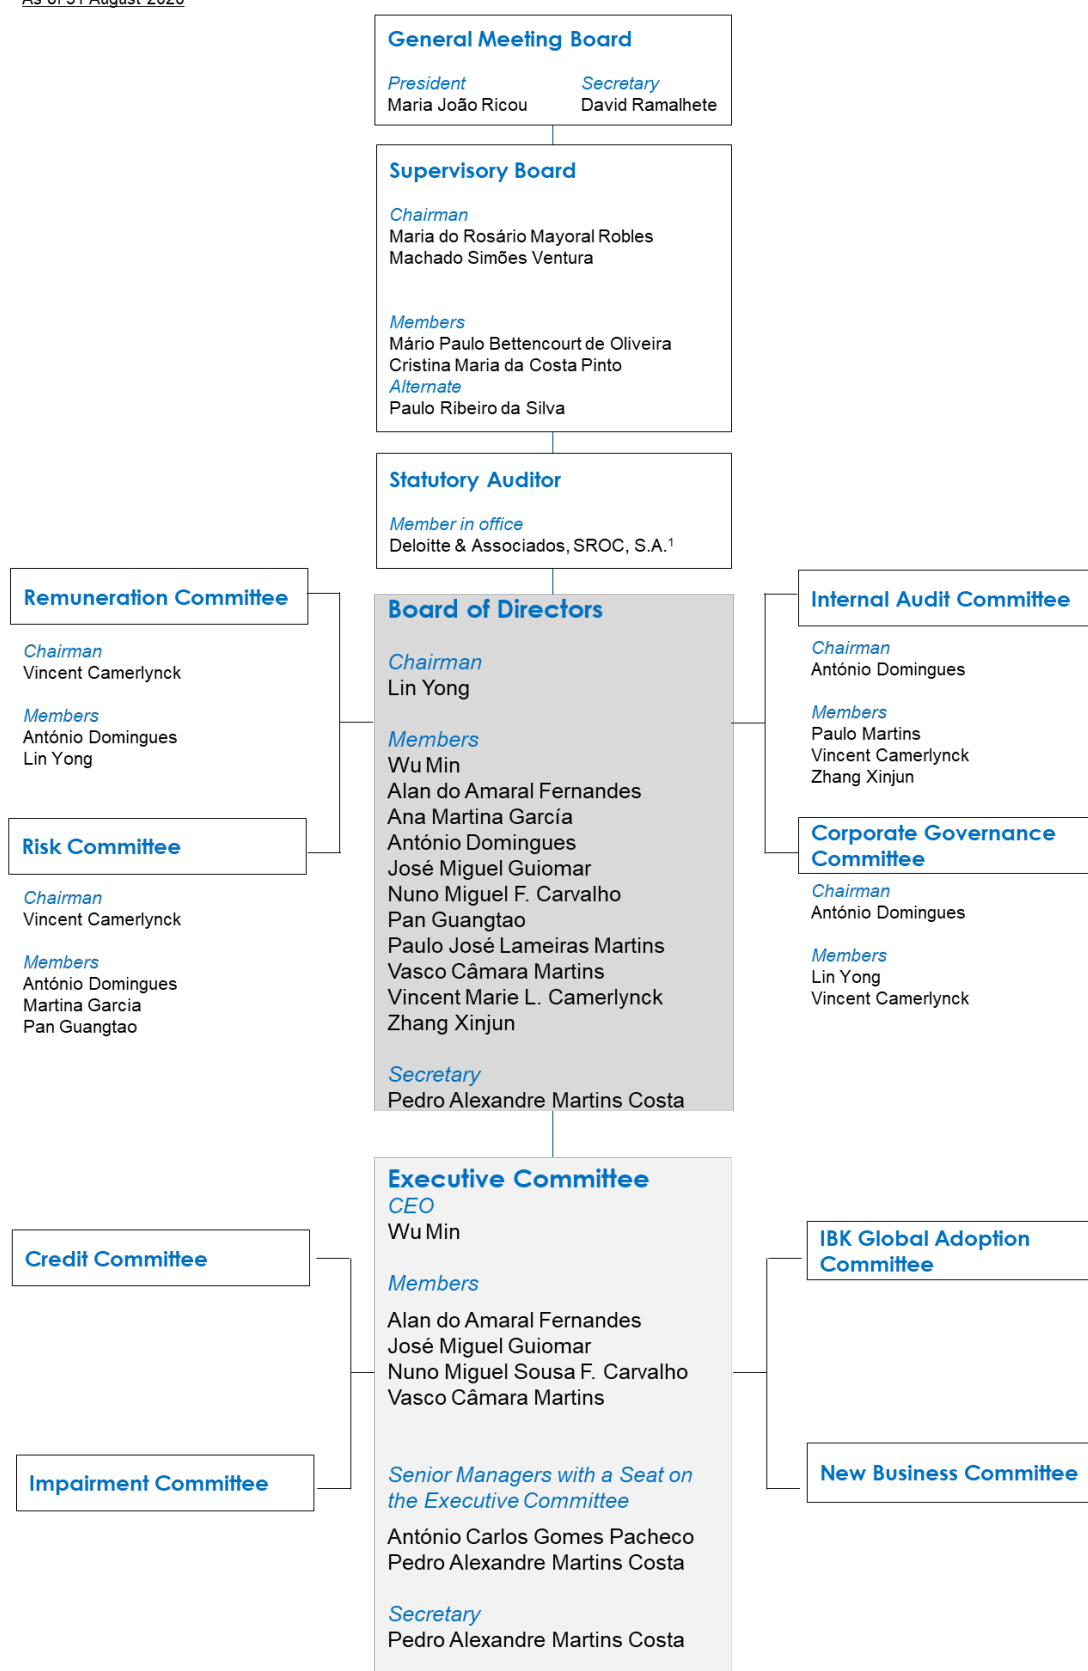 As of 31 August 2020
General Meeting Board
President
Secretary
Maria João Ricou
David Ramalhete
Supervisory Board
Chairman
Maria do Rosário Mayoral Robles
Machado Simões Ventura
Members
Mário Paulo Bettencourt de Oliveira
Cristina Maria da Costa Pinto
Alternate
Paulo Ribeiro da Silva
Statutory Auditor
Member in office
Deloitte & Associados, SROC, S.A.¹
Remuneration Committee
Chairman
Vincent Camerlynck
Members
António Domingues
Lin Yong
Risk Committee
Chairman
Vincent Camerlynck
Members
António Domingues
Martina Garcia
Pan Guangtao
Board of Directors
Chairman
Lin Yong
Members
Wu Min
Alan do Amaral Fernandes
Ana Martina García
António Domingues
José Miguel Guiomar
Nuno Miguel F. Carvalho
Pan Guangtao
Paulo José Lameiras Martins
Vasco Câmara Martins
Vincent Marie L. Camerlynck
Zhang Xinjun
Secretary
Pedro Alexandre Martins Costa
Internal Audit Committee
Chairman
António Domingues
Members
Paulo Martins
Vincent Camerlynck
Zhang Xinjun
Corporate Governance
Committee
Chairman
António Domingues
Members
Lin Yong
Vincent Camerlynck
Executive Committee
CEO
Wu Min
Members
Alan do Amaral Fernandes
José Miguel Guiomar
Nuno Miguel Sousa F. Carvalho
Vasco Câmara Martins
Senior Managers with a Seat on
the Executive Committee
António Carlos Gomes Pacheco
Pedro Alexandre Martins Costa
Secretary
Pedro Alexandre Martins Costa
Credit Committee
Impairment Committee
IBK Global Adoption
Committee
New Business Committee